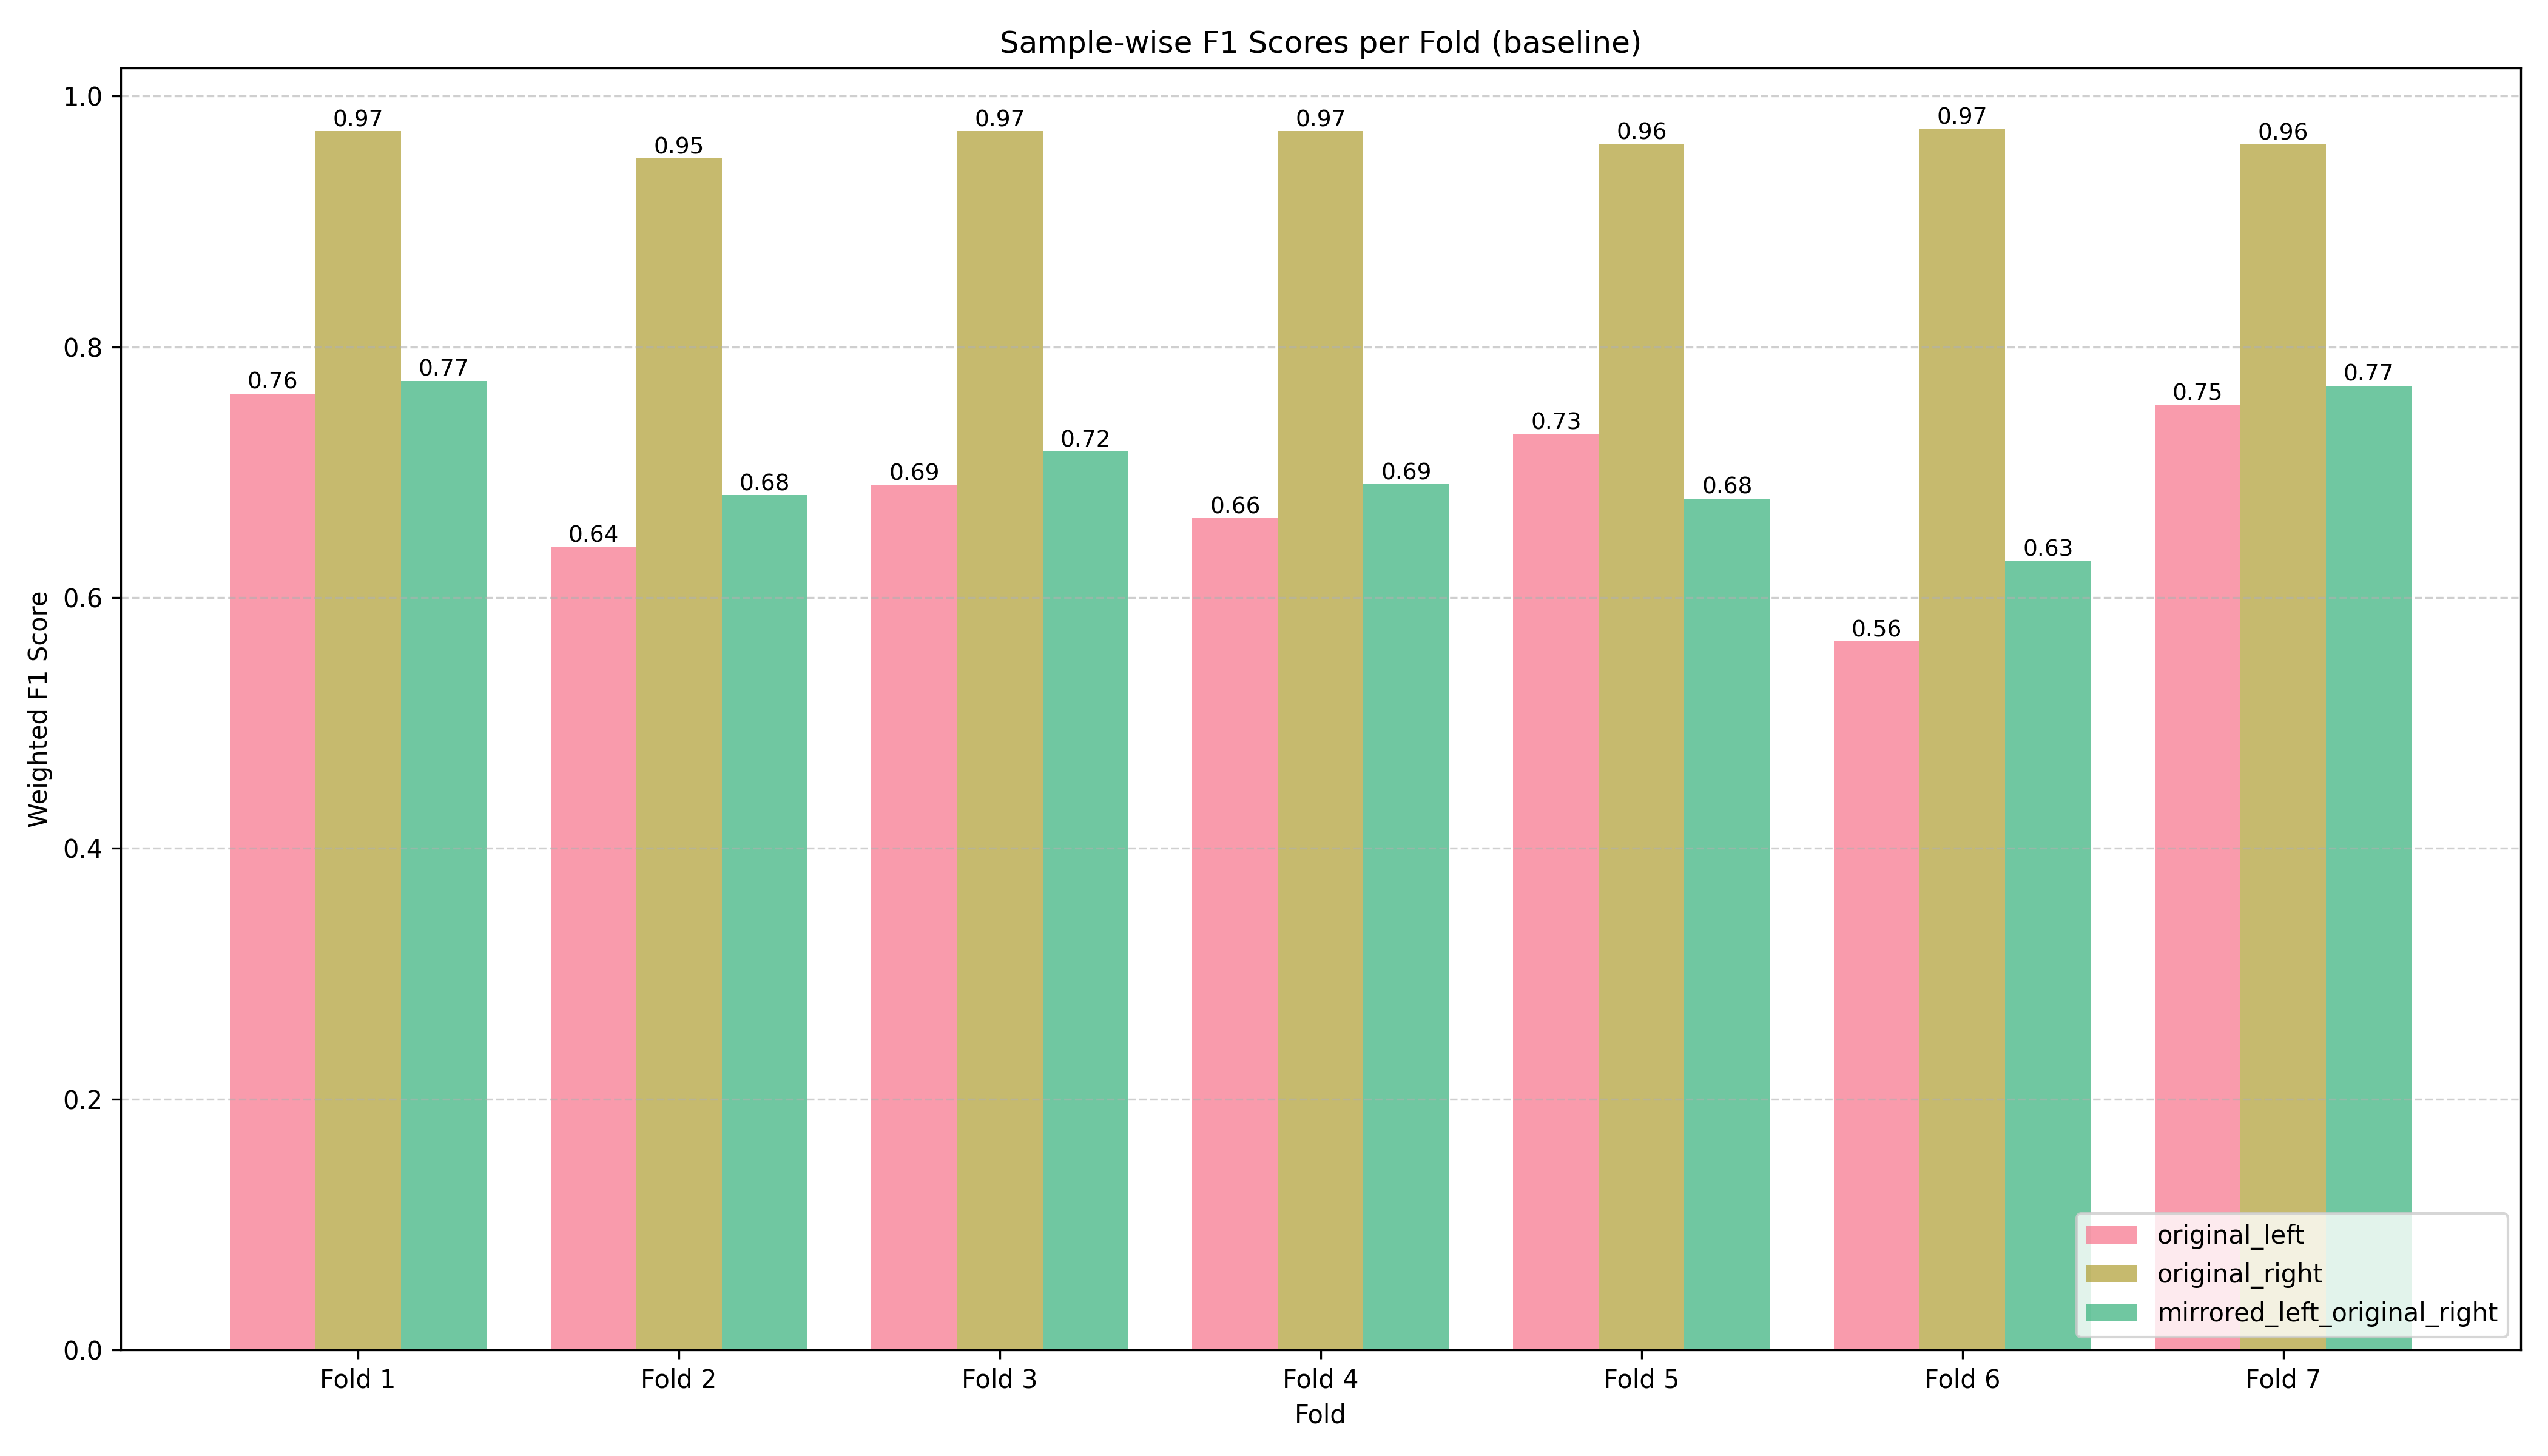 Sample-wise F1 Scores per Fold (baseline)
Weighted F1 Score
1.0
0.8
0.6
0.4
0.2
0.0
0.76
0.97
0.77
0.64
0.95
0.68
0.69
0.97
0.72
0.66
0.97
0.69
0.73
0.96
0.68
0.56
0.97
0.63
0.75
0.96
0.77
Fold 1
Fold 2
Fold 3
Fold 4
Fold 5
Fold 6
Fold 7
Fold
original_left
original_right
mirrored_left_original_right